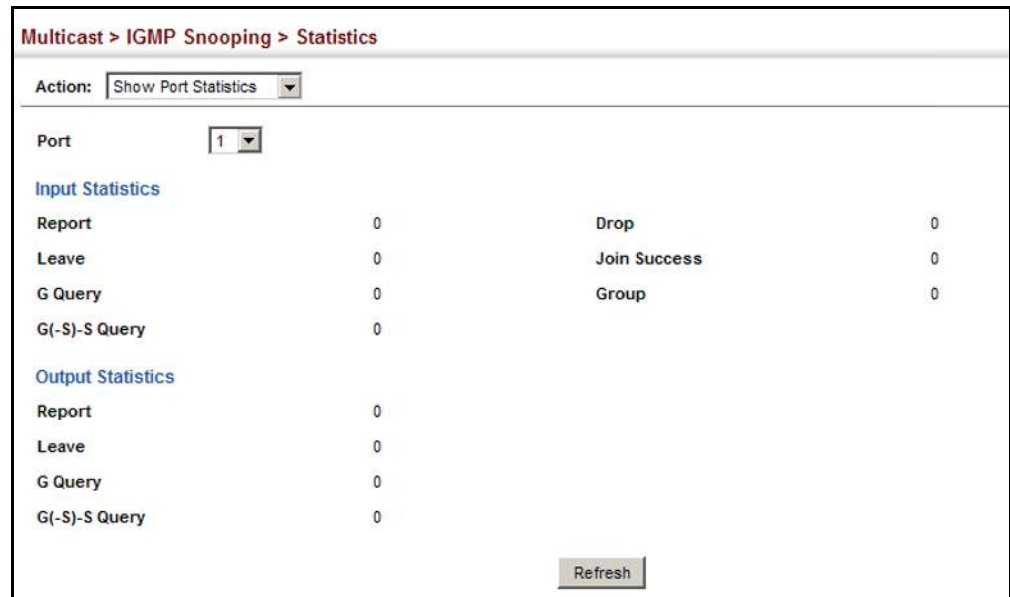 Multicast > IGMP Snooping > Statistics
Action: Show Port Statistics
Port 1
Input Statistics
Report 0 Drop 0
Leave 0 Join Success 0
G Query 0 Group 0
G(-S)-S Query 0
Output Statistics
Report 0
Leave 0
G Query 0
G(-S)-S Query 0
Refresh